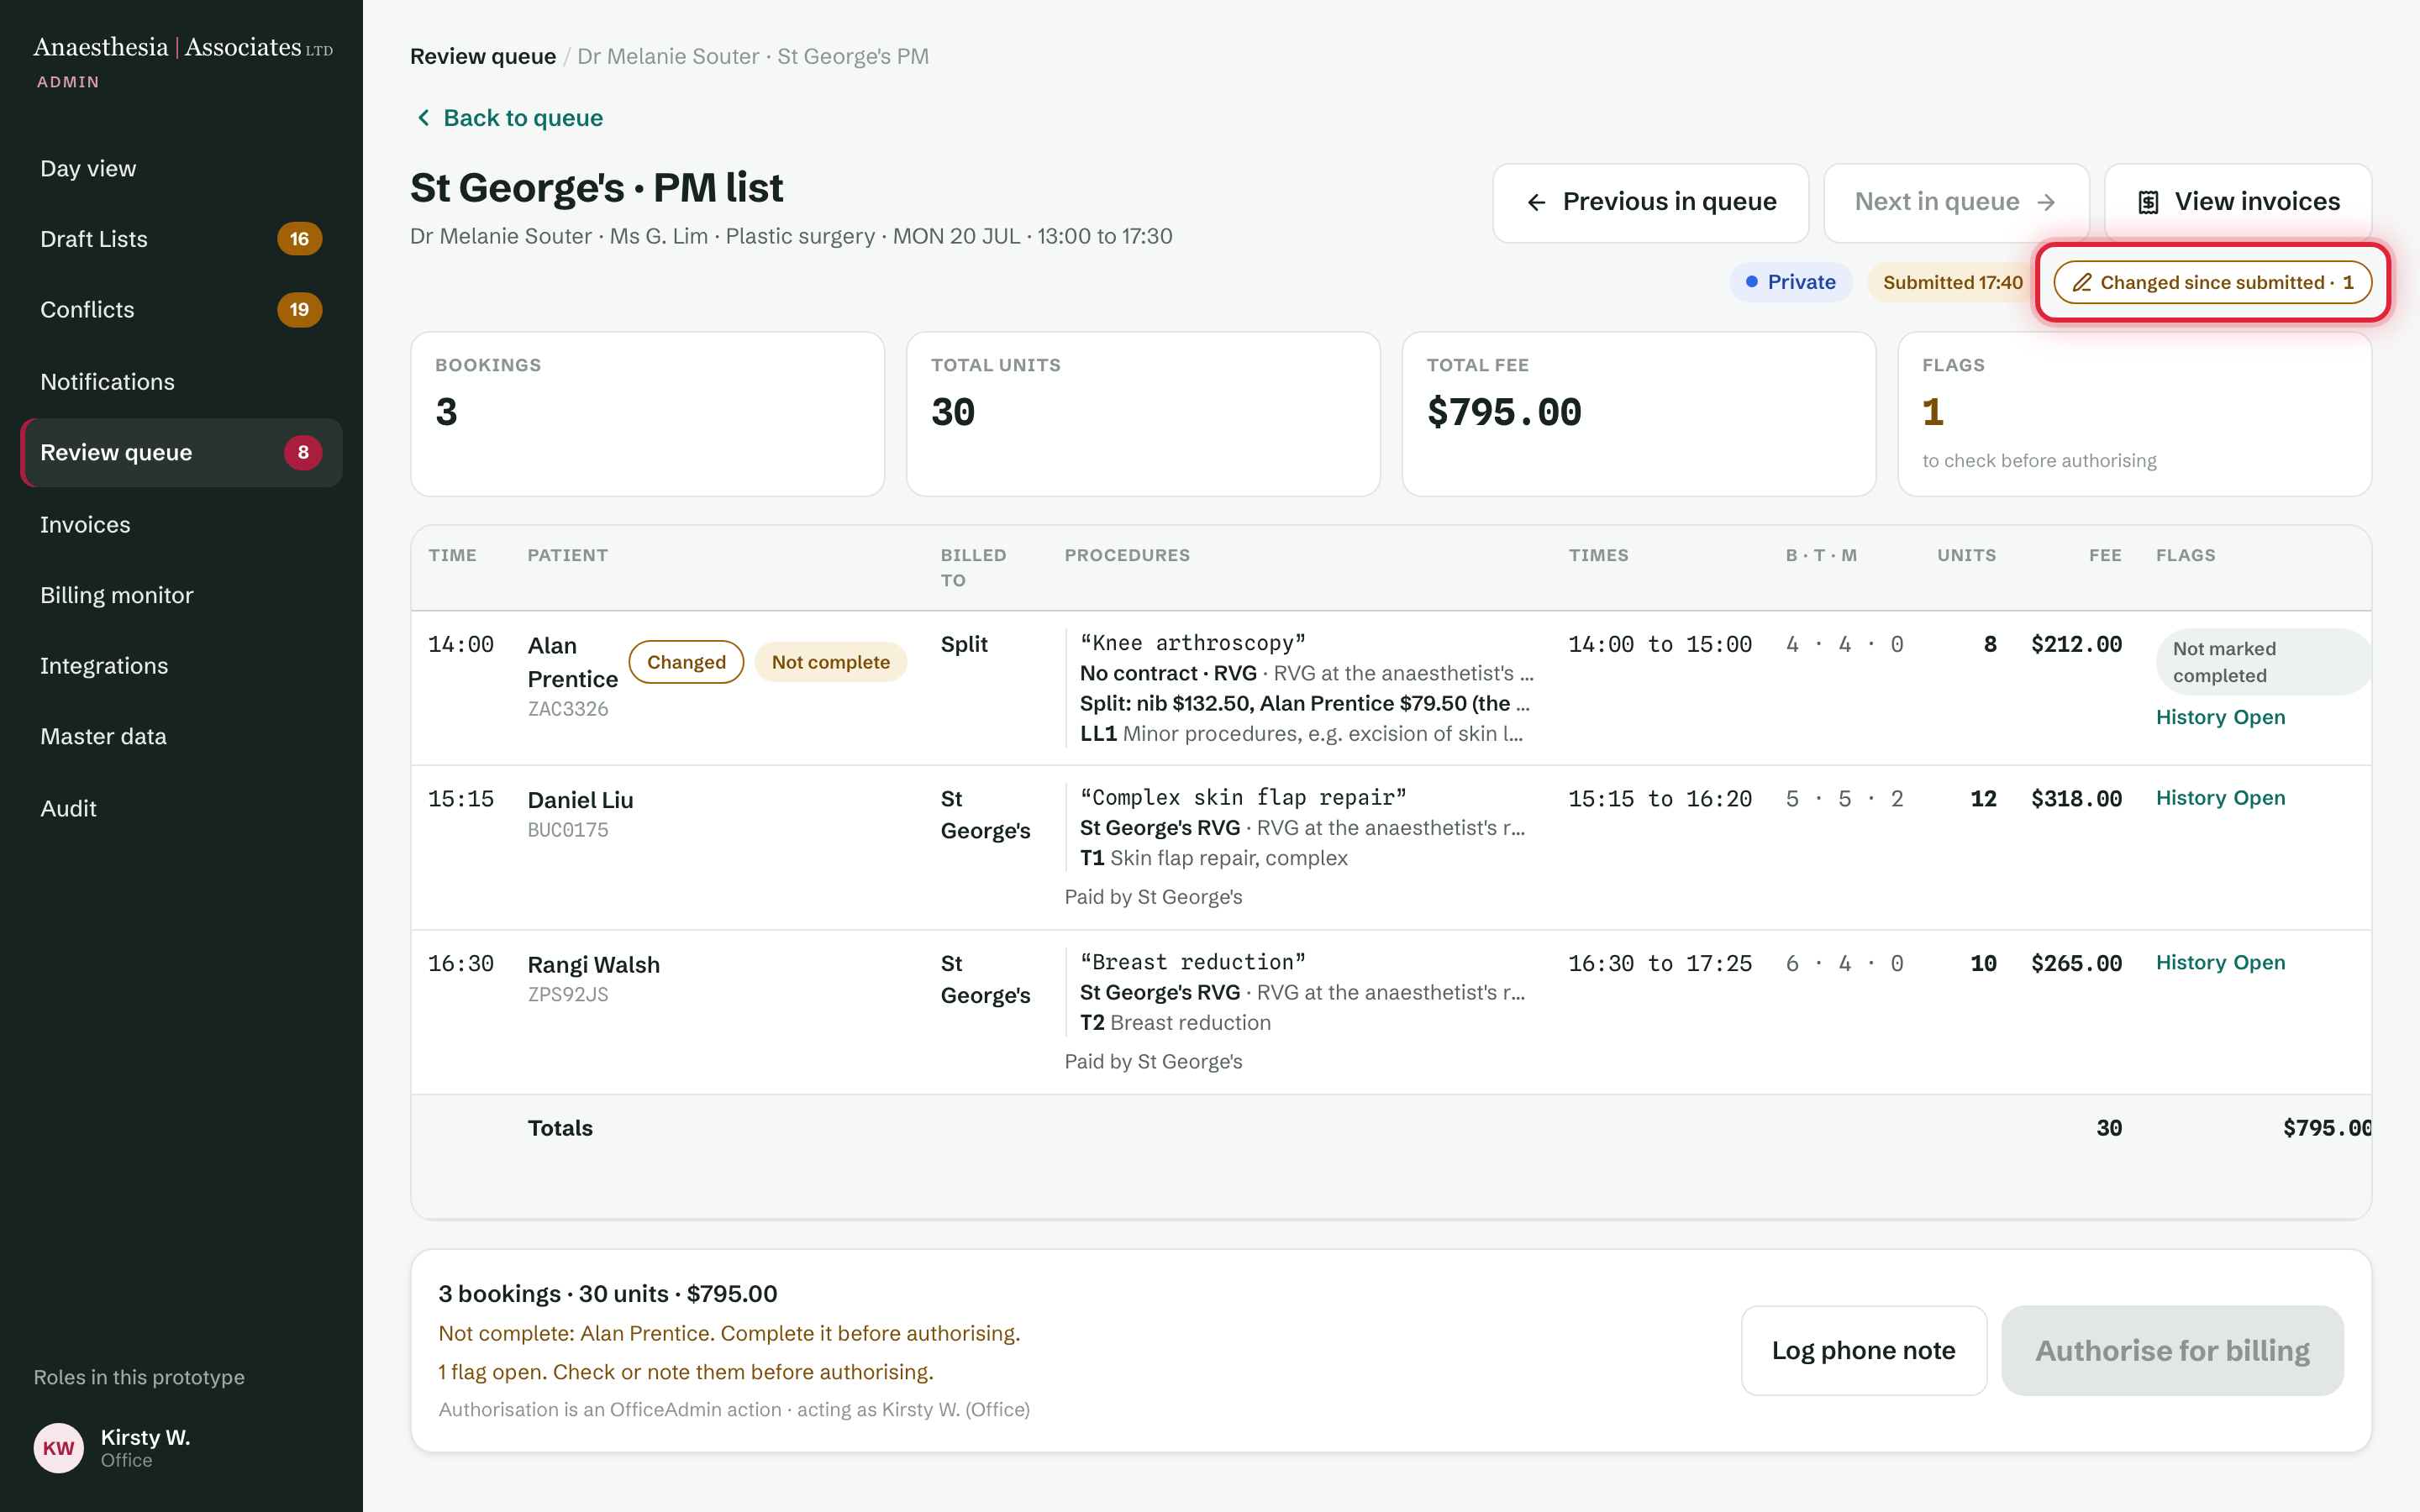 Anaesthesia | Associates LTD
ADMIN
Day view
Draft Lists 16
Conflicts 19
Notifications
Review queue 8
Invoices
Billing monitor
Integrations
Master data
Audit
Roles in this prototype
KW
Kirsty W.
Office
Review queue / Dr Melanie Souter · St George's PM
Back to queue
St George's · PM list
Dr Melanie Souter · Ms G. Lim · Plastic surgery · MON 20 JUL · 13:00 to 17:30
← Previous in queue
Next in queue →
View invoices
Private
Submitted 17:40
Changed since submitted · 1
BOOKINGS
3
TOTAL UNITS
30
TOTAL FEE
$795.00
FLAGS
1
to check before authorising
TIME PATIENT BILLED TO PROCEDURES TIMES B · T · M UNITS FEE FLAGS
14:00
Alan Prentice
ZAC3326
Changed
Not complete
Split
“Knee arthroscopy”
No contract · RVG · RVG at the anaesthetist's ...
Split: nib $132.50, Alan Prentice $79.50 (the ...
LL1 Minor procedures, e.g. excision of skin l...
14:00 to 15:00
4 · 4 · 0
8
$212.00
Not marked completed
History Open
15:15
Daniel Liu
BUC0175
St George's
“Complex skin flap repair”
St George's RVG · RVG at the anaesthetist's r...
T1 Skin flap repair, complex
Paid by St George's
15:15 to 16:20
5 · 5 · 2
12
$318.00
History Open
16:30
Rangi Walsh
ZPS92JS
St George's
“Breast reduction”
St George's RVG · RVG at the anaesthetist's r...
T2 Breast reduction
Paid by St George's
16:30 to 17:25
6 · 4 · 0
10
$265.00
History Open
Totals 30 $795.00
3 bookings · 30 units · $795.00
Not complete: Alan Prentice. Complete it before authorising.
1 flag open. Check or note them before authorising.
Authorisation is an OfficeAdmin action · acting as Kirsty W. (Office)
Log phone note
Authorise for billing